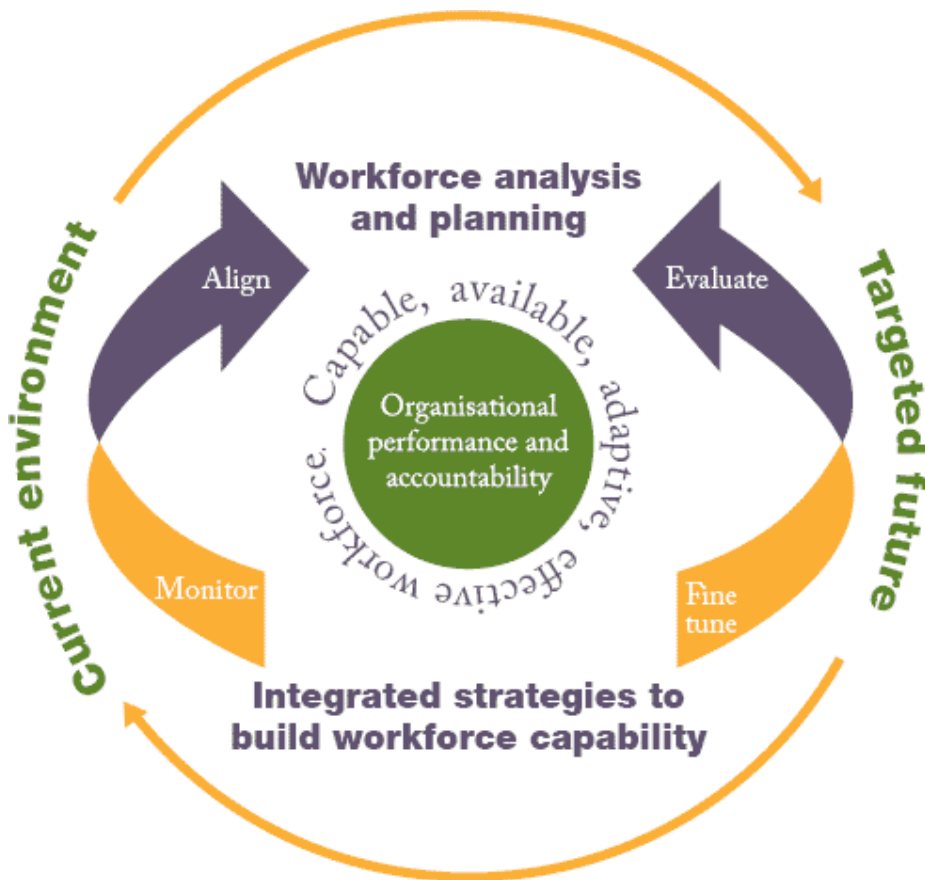 Workforce analysis
and planning
Current environment
Targeted future
Align
Evaluate
Capable, available, adaptive, effective workforce.
Organisational
performance and
accountability
Monitor
Fine
tune
Integrated strategies to
build workforce capability